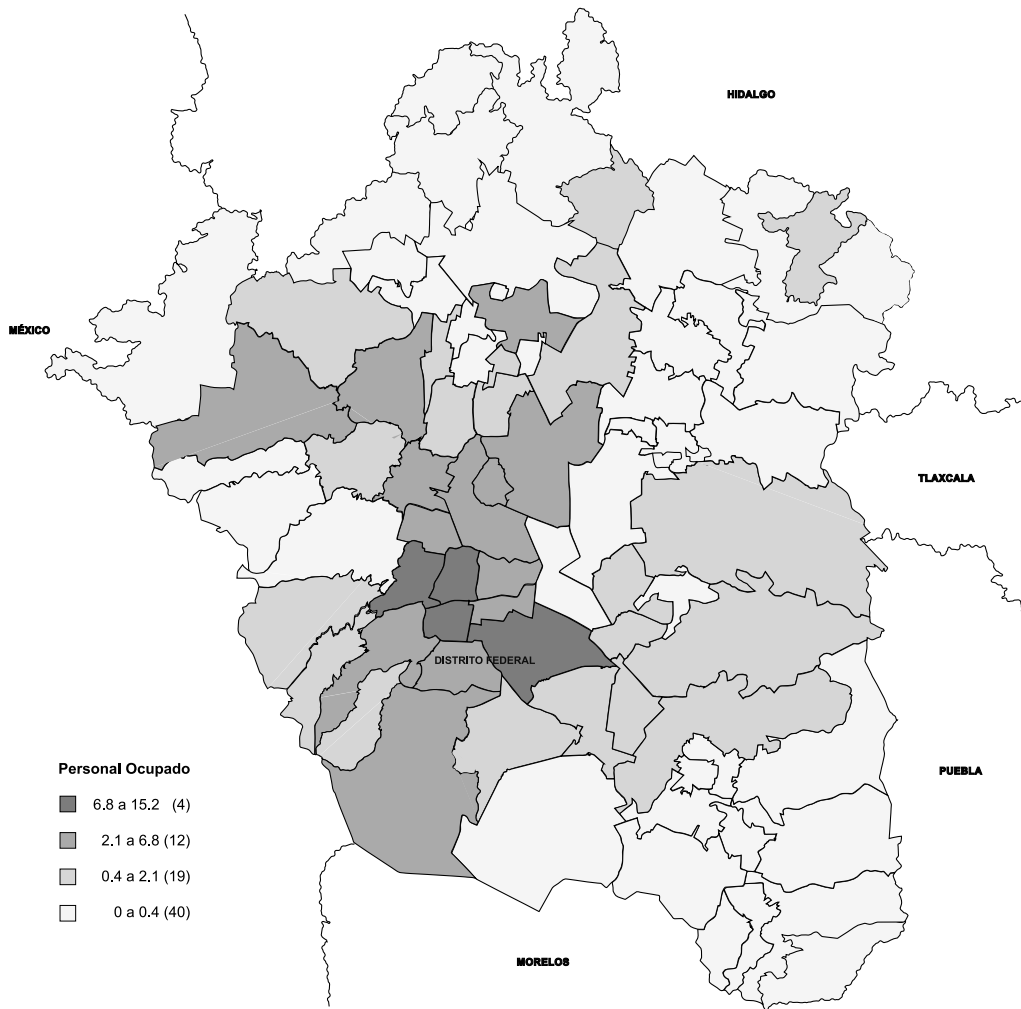 HIDALGO
MÉXICO
TLAXCALA
DISTRITO FEDERAL
Personal Ocupado
6.8 a 15.2 (4)
2.1 a 6.8 (12)
0.4 a 2.1 (19)
0 a 0.4 (40)
PUEBLA
MORELOS